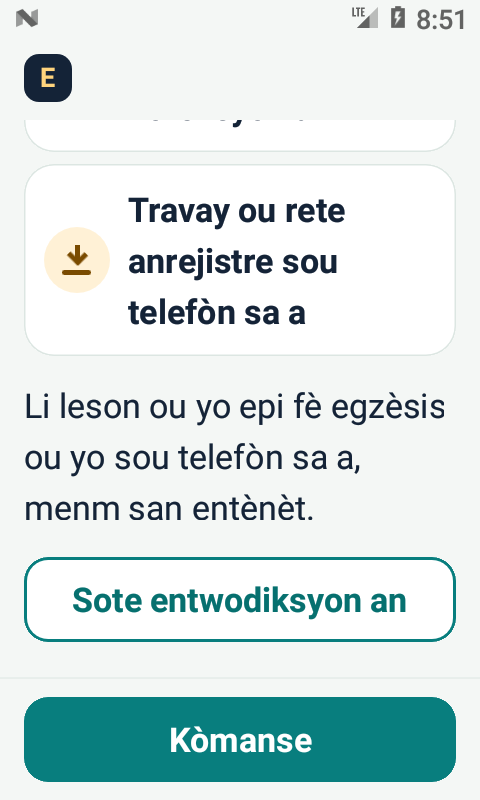 LTE 8:51
E
Travay ou rete
anrejistre sou
telefòn sa a
Li leson ou yo epi fè egzèsis
ou yo sou telefòn sa a,
menm san entènèt.
Sote entwodiksyon an
Kòmanse